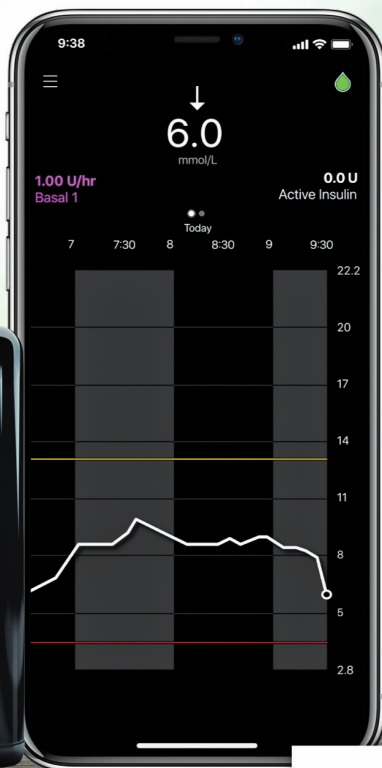 9:38
↓
6.0
mmol/L
1.00 U/hr
Basal 1
0.0 U
Active Insulin
Today
7 7:30 8 8:30 9 9:30
22.2
20
17
14
11
8
5
2.8